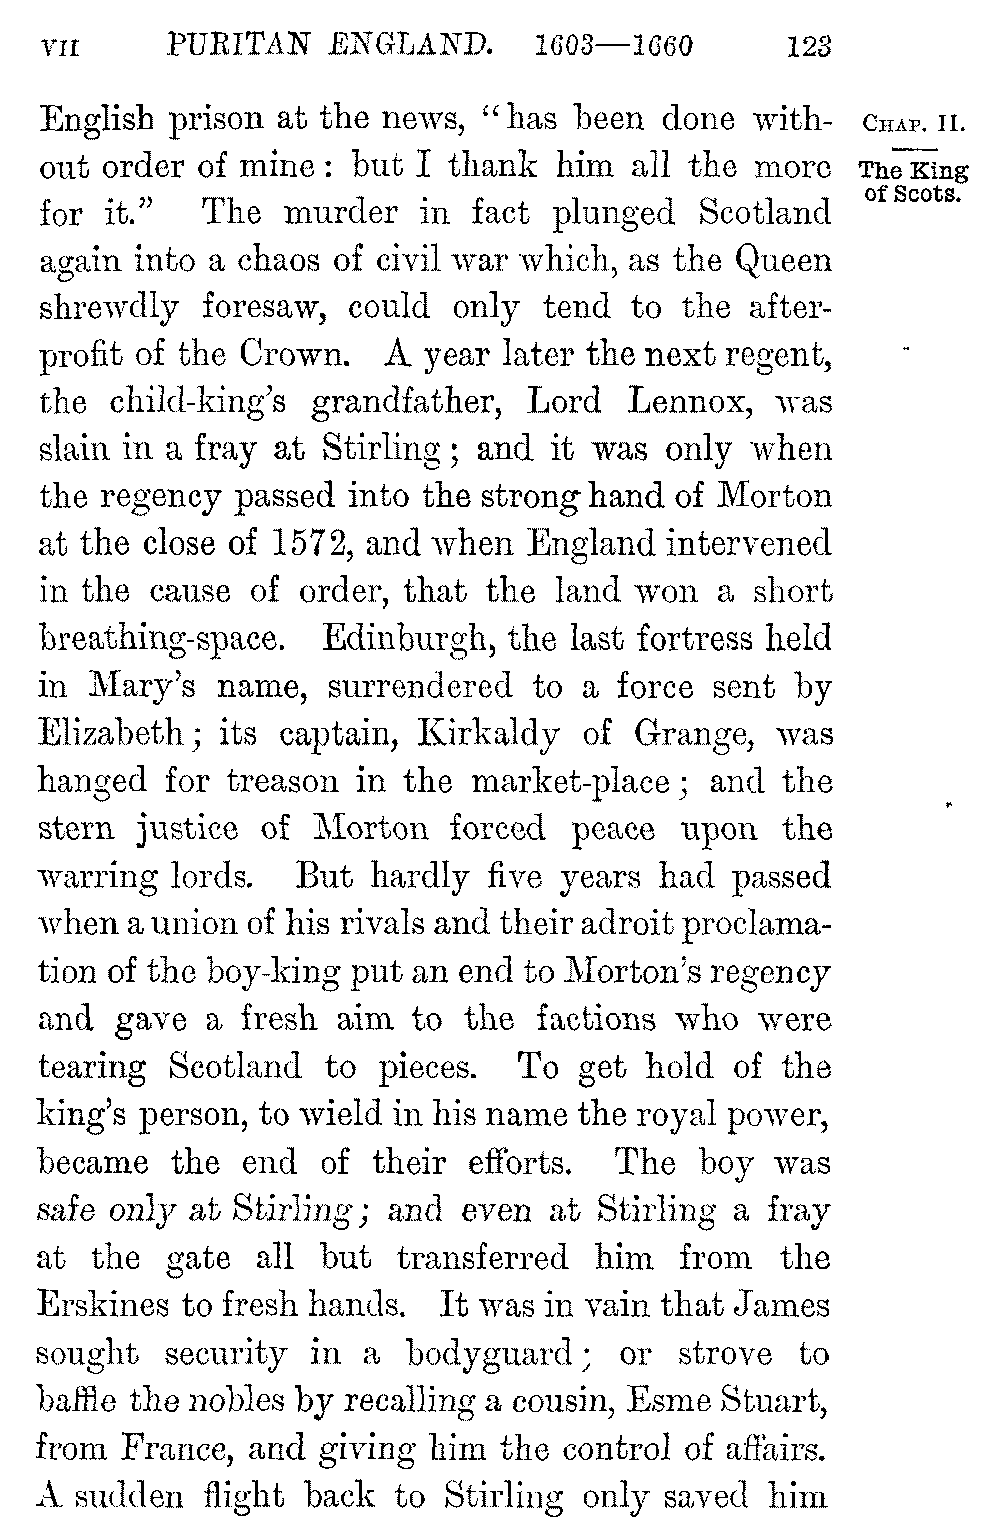 VII PURITAN ENGLAND. 1603—1660 123
English prison at the news, “has been done with-
out order of mine: but I thank him all the more
for it.” The murder in fact plunged Scotland
again into a chaos of civil war which, as the Queen
shrewdly foresaw, could only tend to the after-
profit of the Crown. A year later the next regent,
the child-king’s grandfather, Lord Lennox, was
slain in a fray at Stirling; and it was only when
the regency passed into the strong hand of Morton
at the close of 1572, and when England intervened
in the cause of order, that the land won a short
breathing-space. Edinburgh, the last fortress held
in Mary’s name, surrendered to a force sent by
Elizabeth; its captain, Kirkaldy of Grange, was
hanged for treason in the market-place; and the
stern justice of Morton forced peace upon the
warring lords. But hardly five years had passed
when a union of his rivals and their adroit proclama-
tion of the boy-king put an end to Morton’s regency
and gave a fresh aim to the factions who were
tearing Scotland to pieces. To get hold of the
king’s person, to wield in his name the royal power,
became the end of their efforts. The boy was
safe only at Stirling; and even at Stirling a fray
at the gate all but transferred him from the
Erskines to fresh hands. It was in vain that James
sought security in a bodyguard; or strove to
baffle the nobles by recalling a cousin, Esme Stuart,
from France, and giving him the control of affairs.
A sudden flight back to Stirling only saved him
CHAP. II.
The King
of Scots.